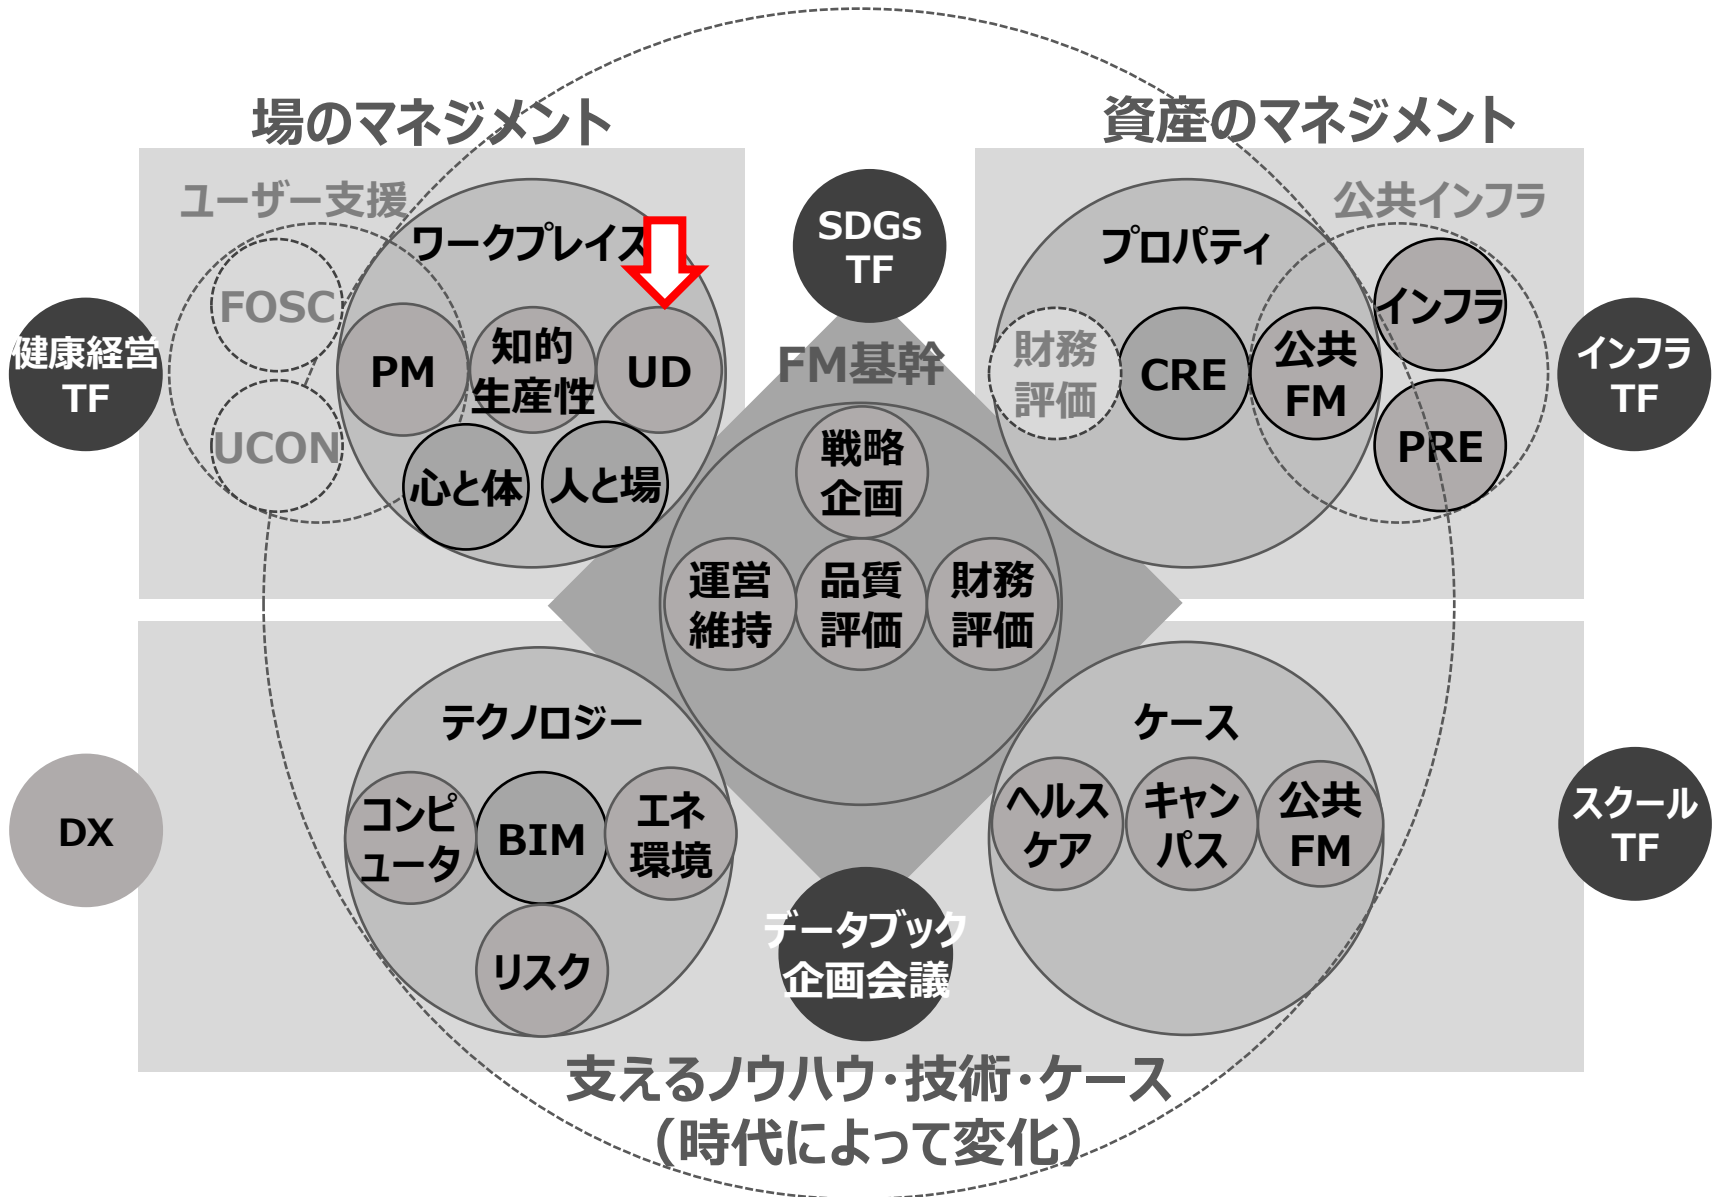 場のマネジメント
資産のマネジメント
ユーザー支援
ワークプレイス
SDGs
TF
プロパティ
公共インフラ
FOSC
UCON
健康経営
TF
PM
知的
生産性
UD
心と体
人と場
FM基幹
戦略
企画
運営
維持
品質
評価
財務
評価
財務
評価
CRE
公共
FM
インフラ
PRE
インフラ
TF
テクノロジー
コンピ
ュータ
BIM
エネ
環境
リスク
DX
ケース
ヘルス
ケア
キャン
パス
公共
FM
スクール
TF
データブック
企画会議
支えるノウハウ・技術・ケース
（時代によって変化）